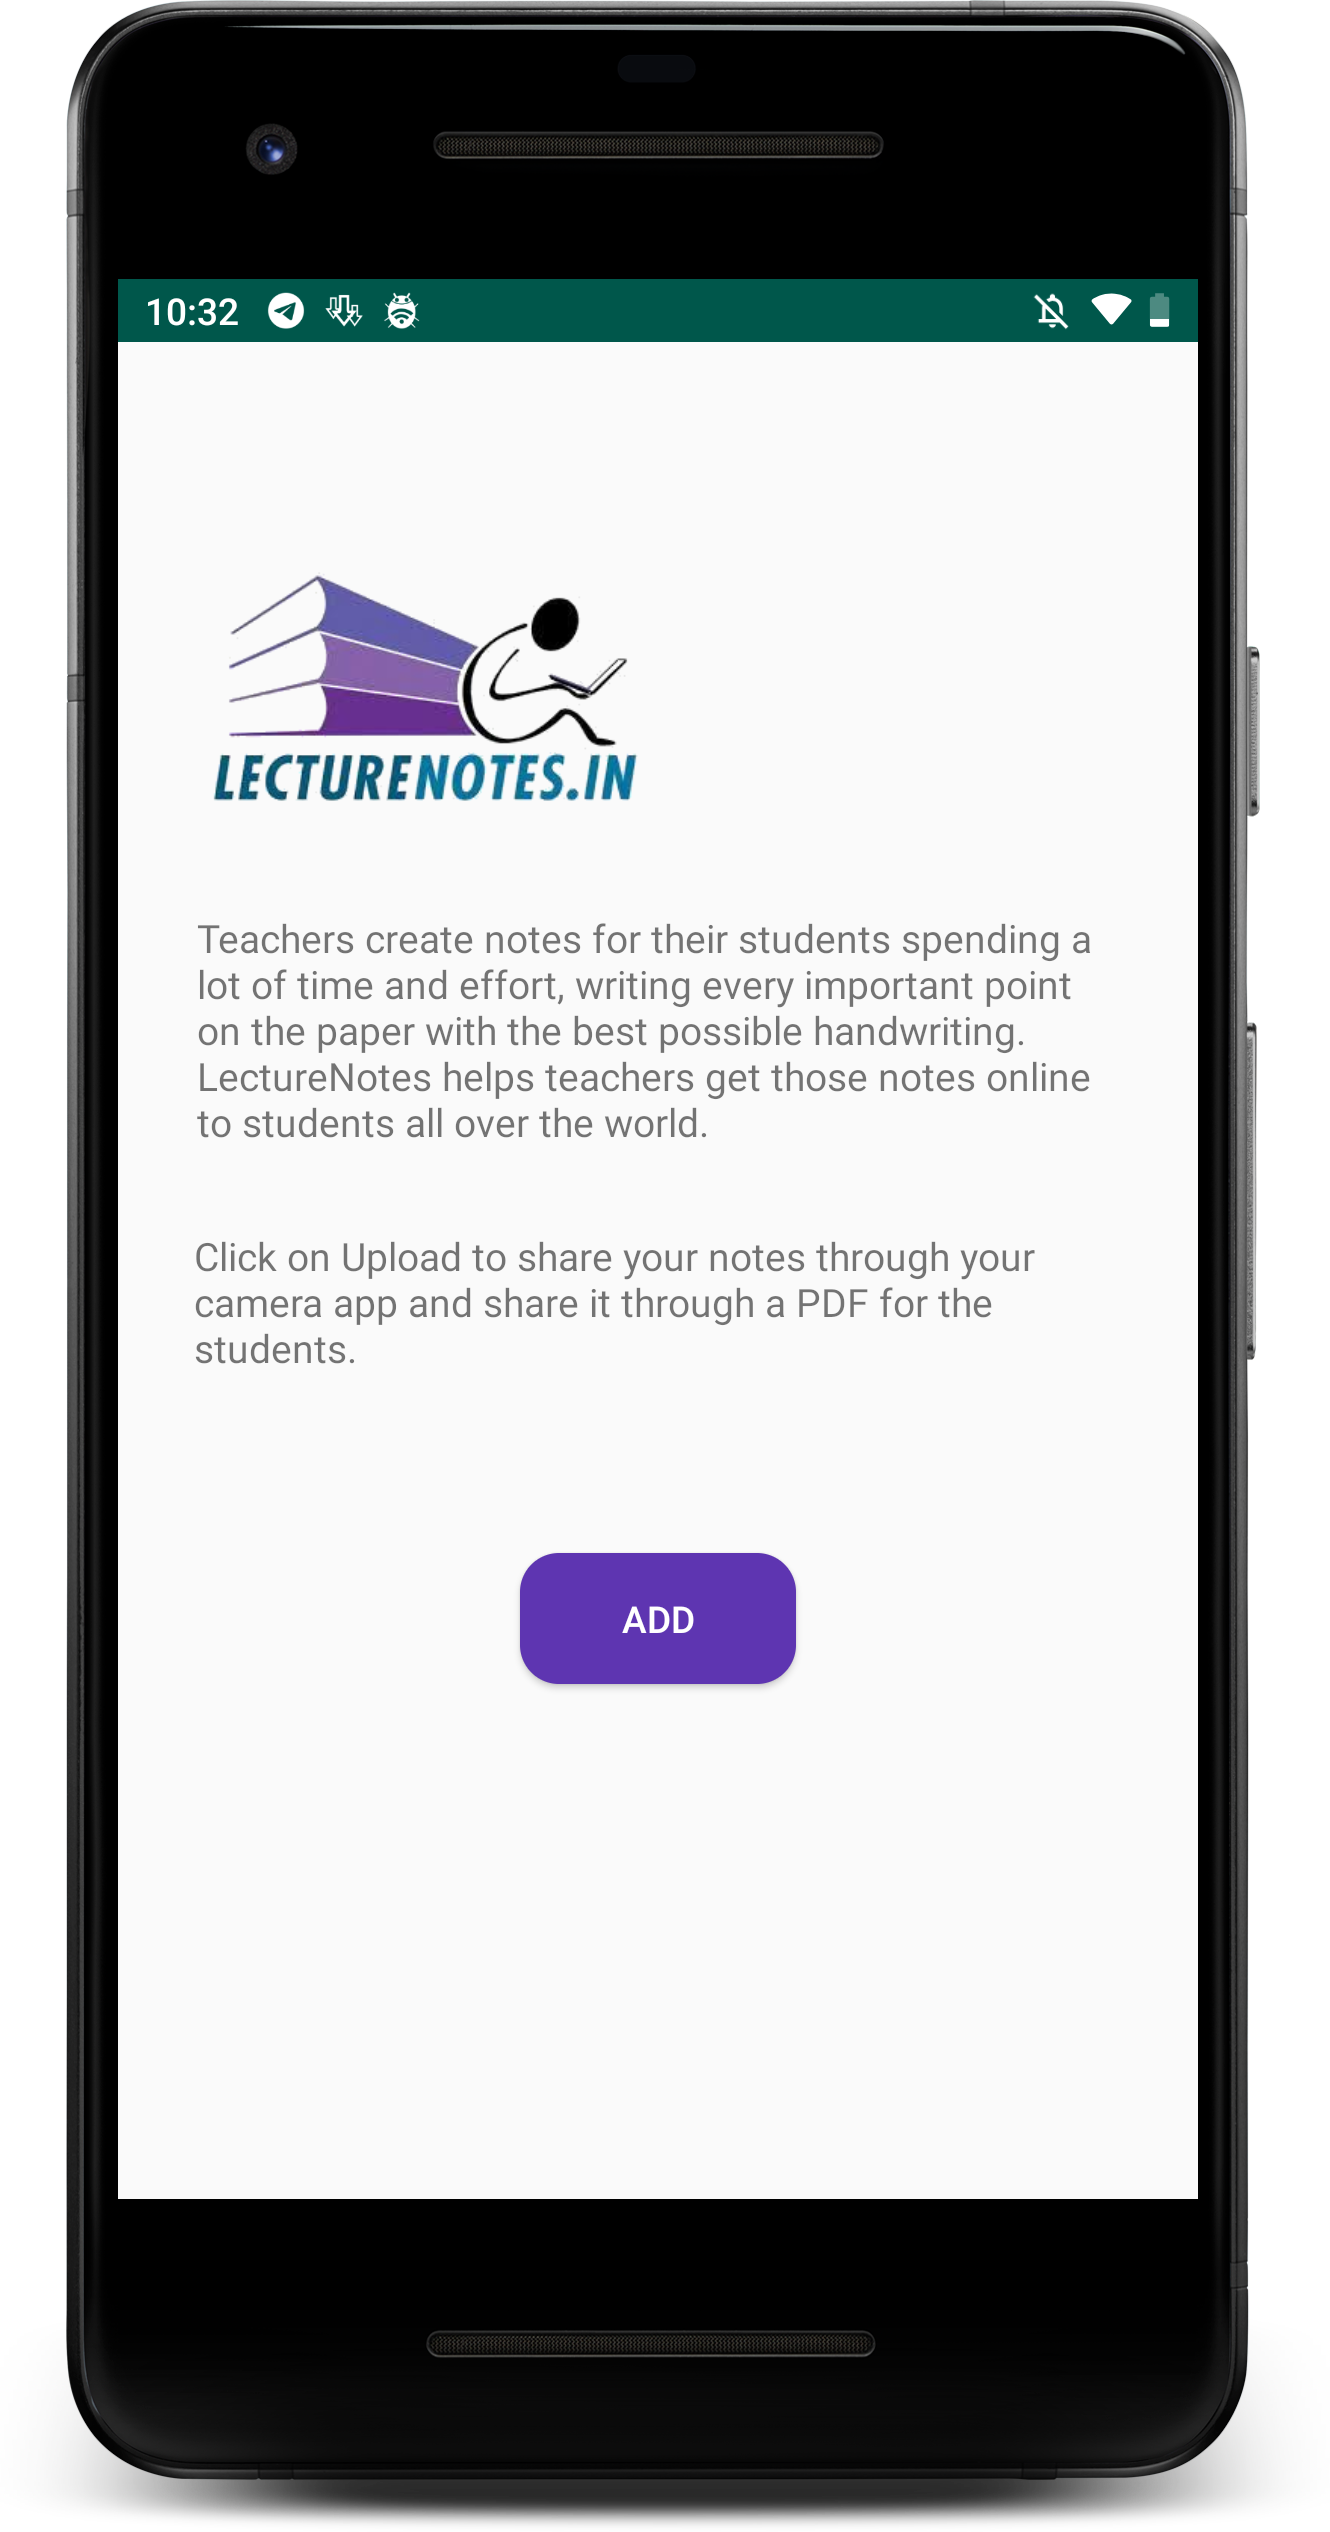 10:32
LECTURENOTES.IN
Teachers create notes for their students spending a
lot of time and effort, writing every important point
on the paper with the best possible handwriting.
LectureNotes helps teachers get those notes online
to students all over the world.
Click on Upload to share your notes through your
camera app and share it through a PDF for the
students.
ADD